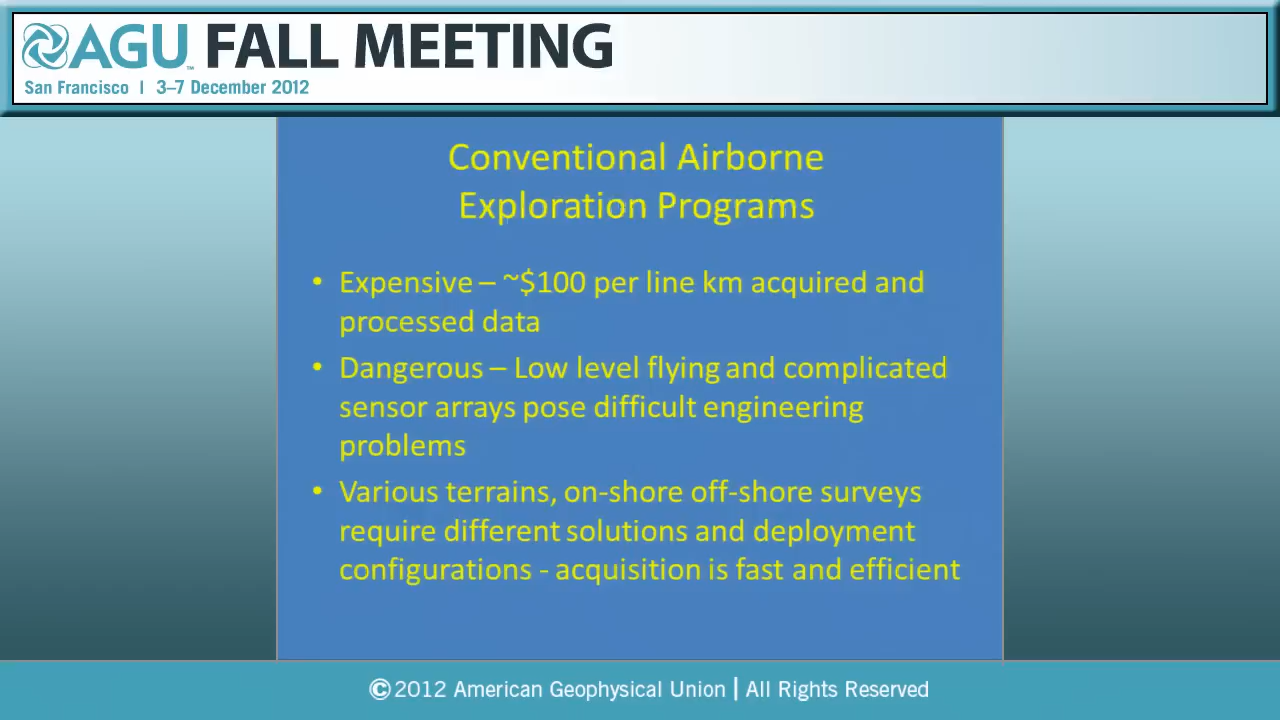 AGU FALL MEETING
San Francisco | 3–7 December 2012
Conventional Airborne
Exploration Programs
• Expensive – ~$100 per line km acquired and
processed data
• Dangerous – Low level flying and complicated
sensor arrays pose difficult engineering
problems
• Various terrains, on-shore off-shore surveys
require different solutions and deployment
configurations - acquisition is fast and efficient
©2012 American Geophysical Union | All Rights Reserved